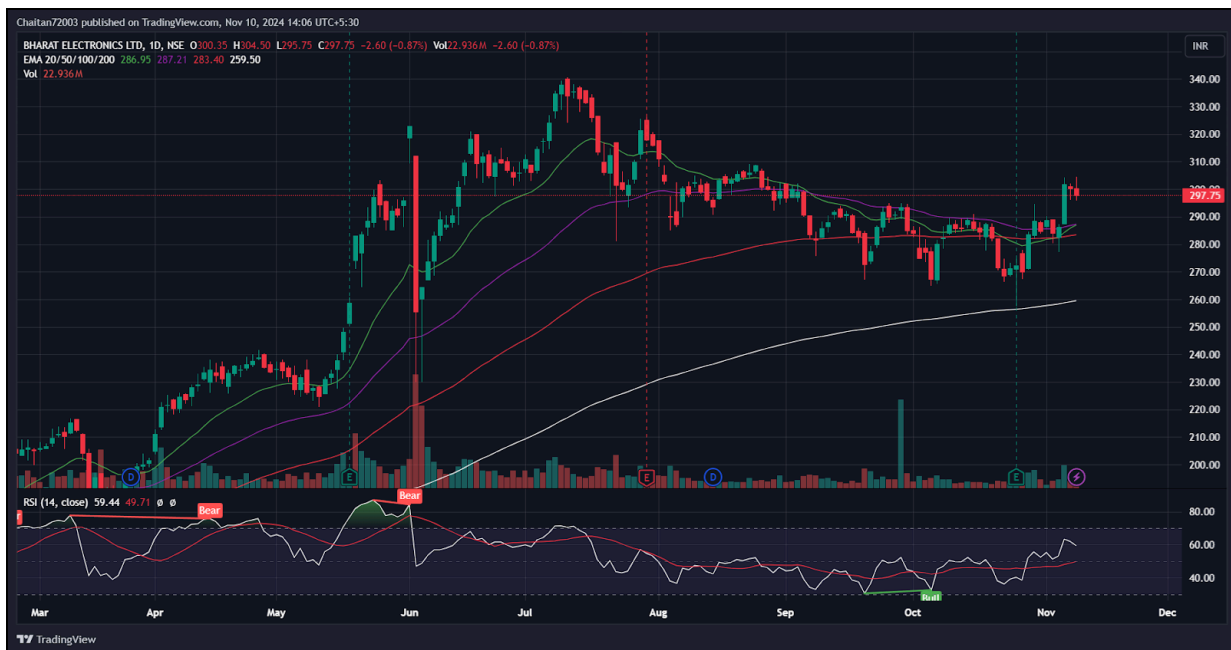 Chaitan72003 published on TradingView.com, Nov 10, 2024 14:06 UTC+5:30
BHARAT ELECTRONICS LTD, 1D, NSE O300.35 H304.50 L295.75 C297.75 -2.60 (-0.87%) Vol22.936M -2.60 (-0.87%)
INR
EMA 20/50/100/200 286.95 287.21 283.40 259.50
Vol 22.936M
340.00
330.00
320.00
310.00
297.75
290.00
280.00
270.00
260.00
250.00
240.00
230.00
220.00
210.00
200.00
D E E D E
RSI (14, close) 59.44 49.71 ø ø
Bear
Bear
Bull
80.00
60.00
40.00
Mar Apr May Jun Jul Aug Sep Oct Nov Dec
TradingView